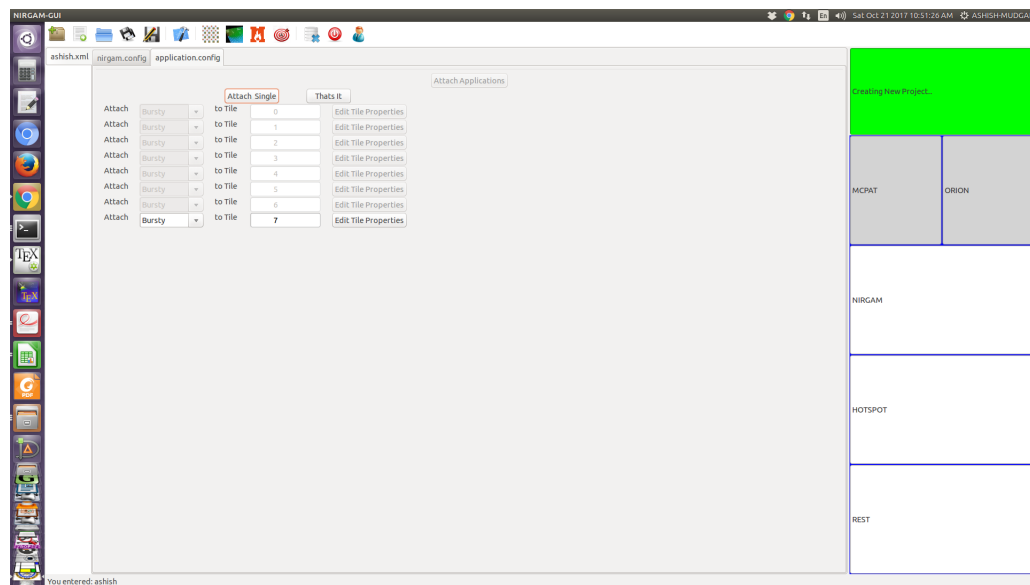 NIRGAM-GUI
En Sat Oct 21 2017 10:51:26 AM ASHISH-MUDGA
ashish.xml nirgam.config application.config
Attach Applications
Attach Single Thats It
Attach Bursty to Tile 0 Edit Tile Properties
Attach Bursty to Tile 1 Edit Tile Properties
Attach Bursty to Tile 2 Edit Tile Properties
Attach Bursty to Tile 3 Edit Tile Properties
Attach Bursty to Tile 4 Edit Tile Properties
Attach Bursty to Tile 5 Edit Tile Properties
Attach Bursty to Tile 6 Edit Tile Properties
Attach Bursty to Tile 7 Edit Tile Properties
Creating New Project..
MCPAT ORION
NIRGAM
HOTSPOT
REST
TEX
TEX
G
PDF
You entered: ashish